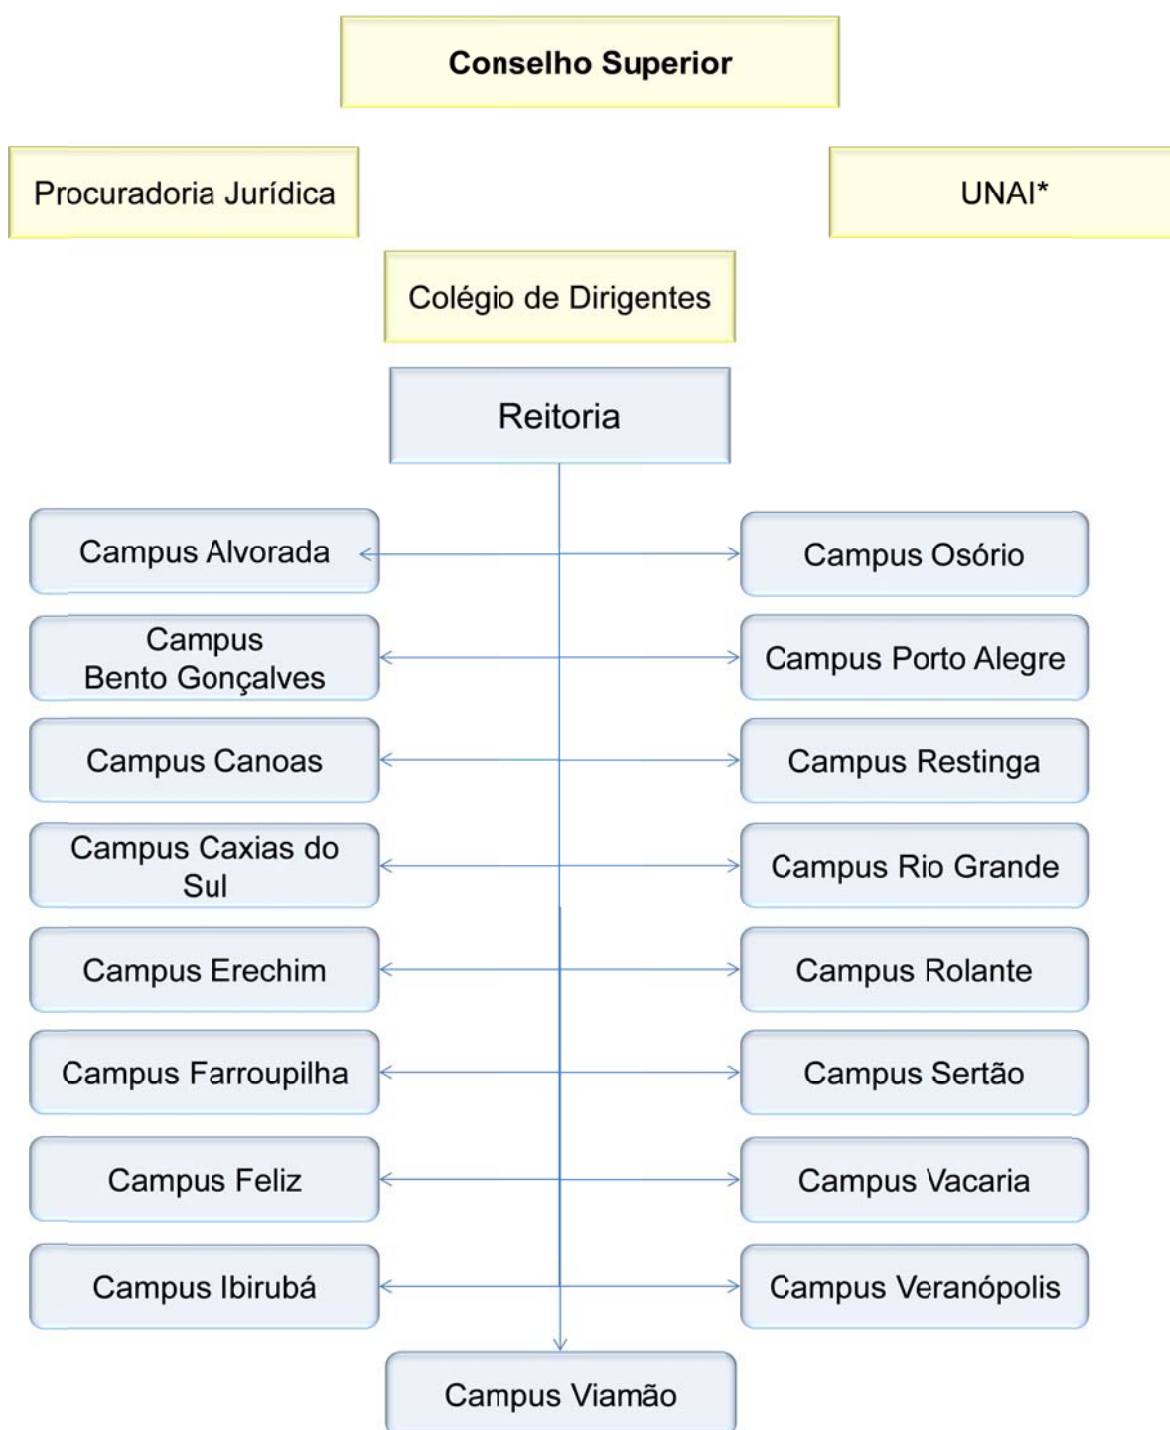 Conselho Superior
Procuradoria Jurídica
UNAI*
Colégio de Dirigentes
Reitoria
Campus Alvorada
Campus Osório
Campus
Bento Gonçalves
Campus Porto Alegre
Campus Canoas
Campus Restinga
Campus Caxias do
Sul
Campus Rio Grande
Campus Erechim
Campus Rolante
Campus Farroupilha
Campus Sertão
Campus Feliz
Campus Vacaria
Campus Ibirubá
Campus Veranópolis
Campus Viamão